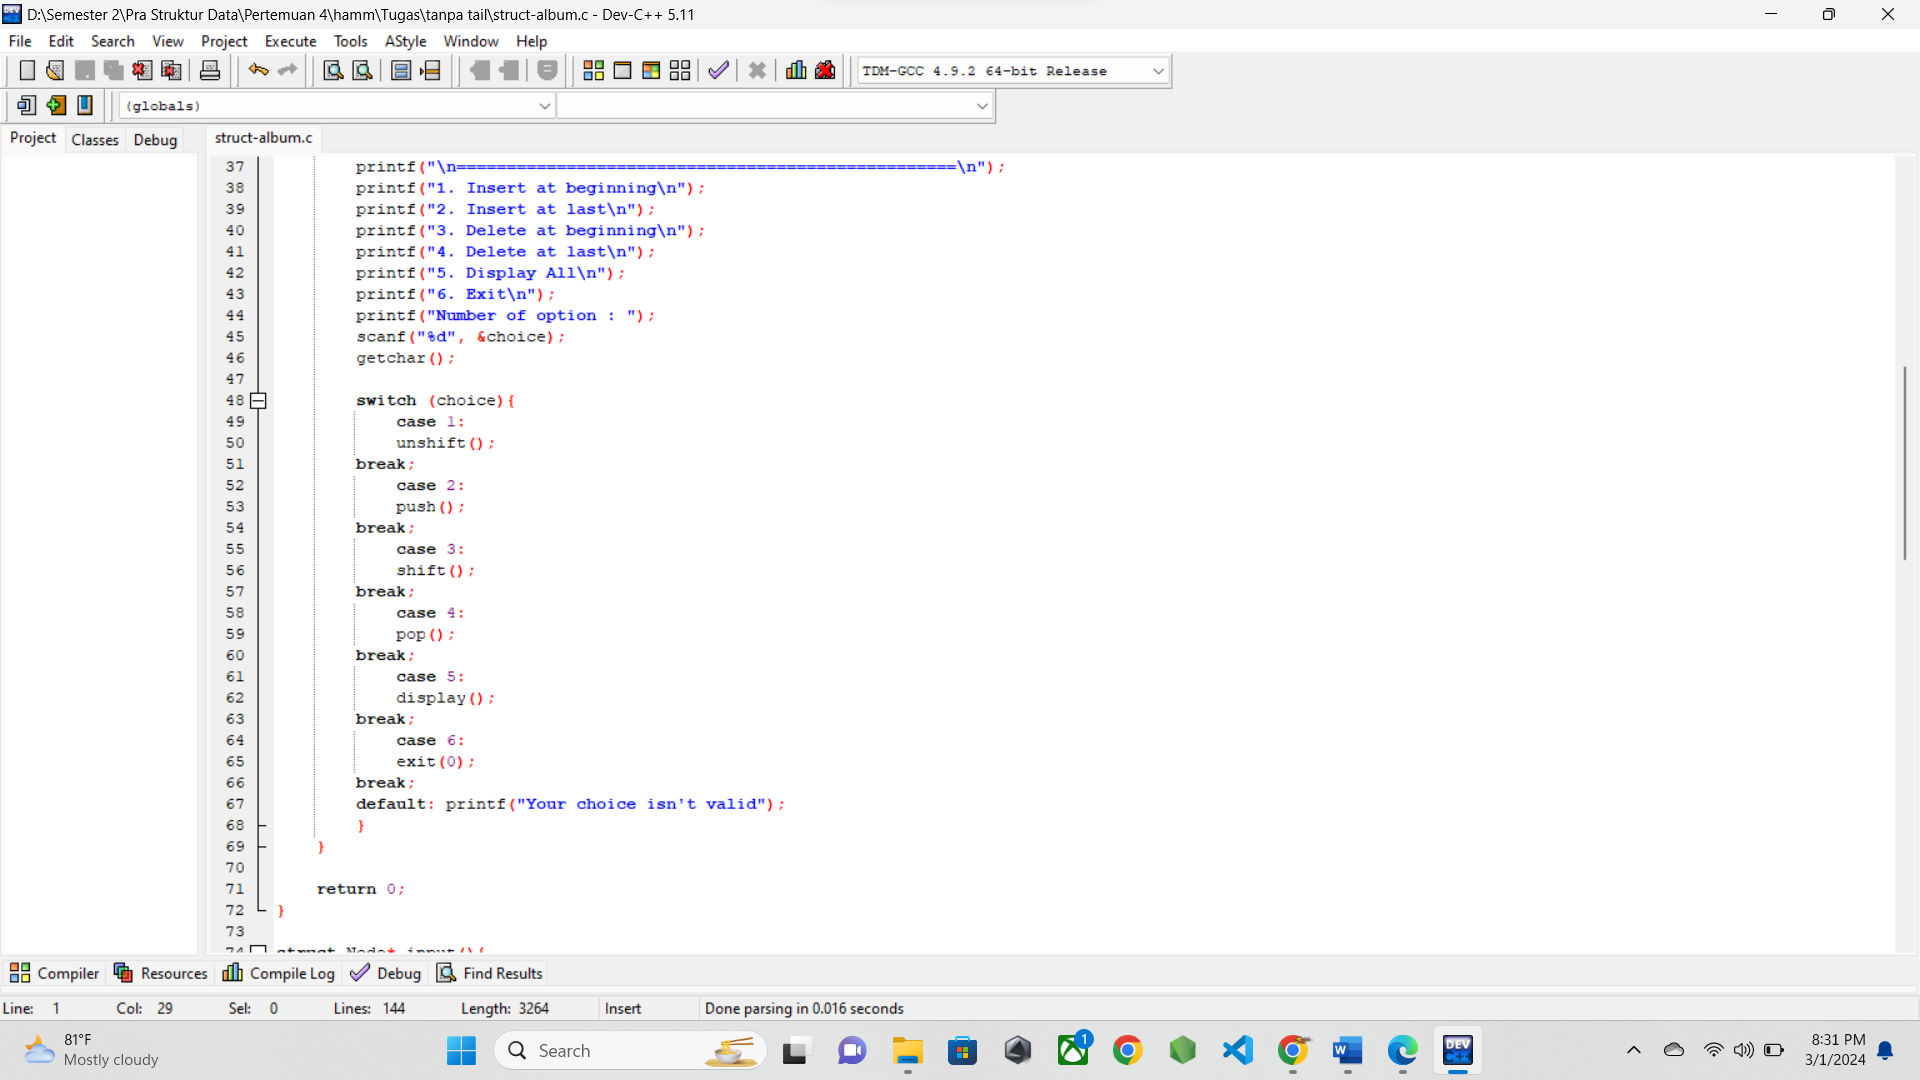 D:\Semester 2\Pra Struktur Data\Pertemuan 4\hamm\Tugas\tanpa tail\struct-album.c - Dev-C++ 5.11
File Edit Search View Project Execute Tools AStyle Window Help
TDM-GCC 4.9.2 64-bit Release
(globals)
Project Classes Debug struct-album.c
37 printf("\n==================================================\n");
38 printf("1. Insert at beginning\n");
39 printf("2. Insert at last\n");
40 printf("3. Delete at beginning\n");
41 printf("4. Delete at last\n");
42 printf("5. Display All\n");
43 printf("6. Exit\n");
44 printf("Number of option : ");
45 scanf("%d", &choice);
46 getchar();
47
48 switch (choice){
49 case 1:
50 unshift();
51 break;
52 case 2:
53 push();
54 break;
55 case 3:
56 shift();
57 break;
58 case 4:
59 pop();
60 break;
61 case 5:
62 display();
63 break;
64 case 6:
65 exit(0);
66 break;
67 default: printf("Your choice isn't valid");
68 }
69 }
70
71 return 0;
72 }
73
74 struct Node* input(){
Compiler Resources Compile Log Debug Find Results
Line: 1 Col: 29 Sel: 0 Lines: 144 Length: 3264 Insert Done parsing in 0.016 seconds
81°F
Mostly cloudy
Search
1
W
DEV C++
8:31 PM
3/1/2024